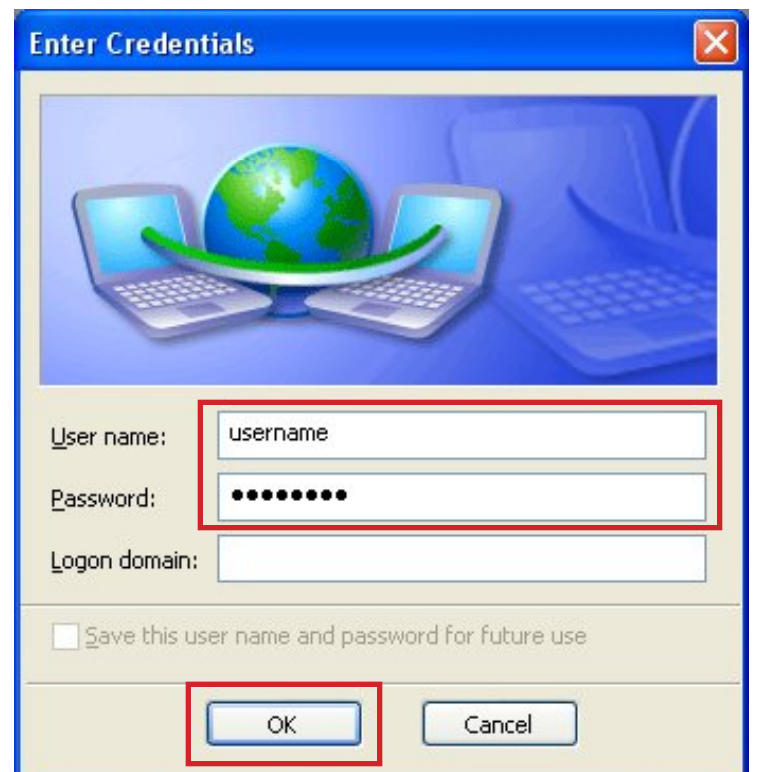 Enter Credentials
User name:
username
Password:
●●●●●●●●
Logon domain:
Save this user name and password for future use
OK
Cancel